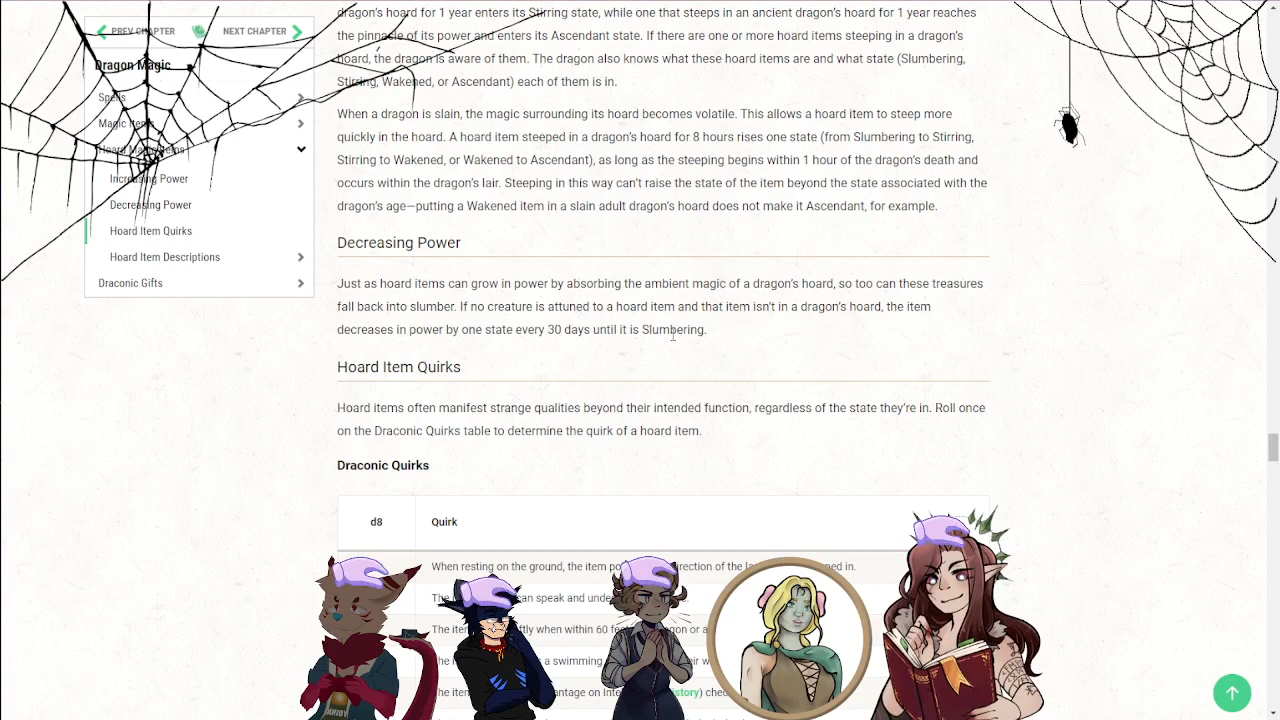 dragon's hoard for 1 year enters its Stirring state, while one that steeps in an ancient dragon's hoard for 1 year reaches
PREV CHAPTER
NEXT CHAPTER
the pinnacle of its power and enters its Ascendant state. If there are one or more hoard items steeping in a dragon's
hoard, the dragon is aware of them. The dragon also knows what these hoard items are and what state (Slumbering,
Stirring, Wakened, or Ascendant) each of them is in.
Dragon Magic
Spells
Magic Items
Hoard Magic Items
Increasing Power
Decreasing Power
Hoard Item Quirks
Hoard Item Descriptions
Draconic Gifts
When a dragon is slain, the magic surrounding its hoard becomes volatile. This allows a hoard item to steep more
quickly in the hoard. A hoard item steeped in a dragon's hoard for 8 hours rises one state (from Slumbering to Stirring,
Stirring to Wakened, or Wakened to Ascendant), as long as the steeping begins within 1 hour of the dragon's death and
occurs within the dragon's lair. Steeping in this way can't raise the state of the item beyond the state associated with the
dragon's age—putting a Wakened item in a slain adult dragon's hoard does not make it Ascendant, for example.
Decreasing Power
Just as hoard items can grow in power by absorbing the ambient magic of a dragon's hoard, so too can these treasures
fall back into slumber. If no creature is attuned to a hoard item and that item isn't in a dragon's hoard, the item
decreases in power by one state every 30 days until it is Slumbering.
Hoard Item Quirks
Hoard items often manifest strange qualities beyond their intended function, regardless of the state they're in. Roll once
on the Draconic Quirks table to determine the quirk of a hoard item.
Draconic Quirks
d8 Quirk
When resting on the ground, the item in.
The can speak and
The when within 60
The a swimming
The on